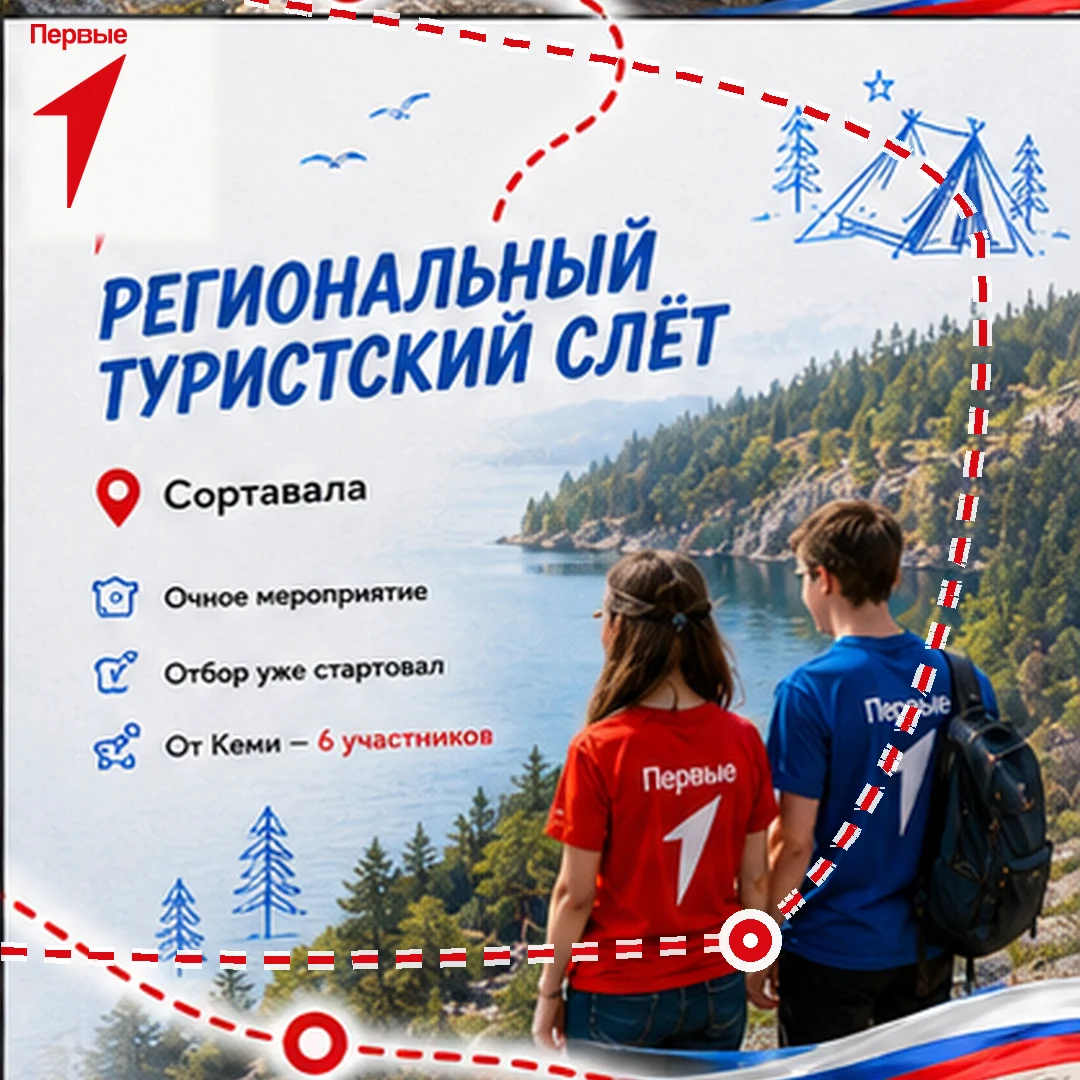 Первые
РЕГИОНАЛЬНЫЙ
ТУРИСТСКИЙ СЛЁТ
Сортавала
Очное мероприятие
Отбор уже стартовал
От Кеми – 6 участников
Первые
Первые